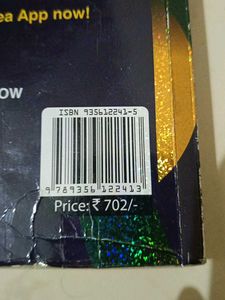 ea App now!
OW
ISBN 935612241-5
9 789356 122413
Price: ₹ 702/-